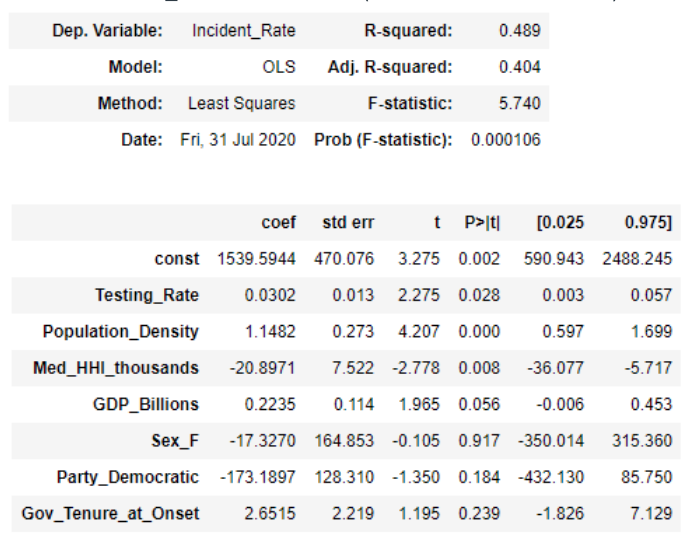 Dep. Variable: Incident_Rate R-squared: 0.489
Model: OLS Adj. R-squared: 0.404
Method: Least Squares F-statistic: 5.740
Date: Fri, 31 Jul 2020 Prob (F-statistic): 0.000106
coef std err t P>|t| [0.025 0.975]
const 1539.5944 470.076 3.275 0.002 590.943 2488.245
Testing_Rate 0.0302 0.013 2.275 0.028 0.003 0.057
Population_Density 1.1482 0.273 4.207 0.000 0.597 1.699
Med_HHI_thousands -20.8971 7.522 -2.778 0.008 -36.077 -5.717
GDP_Billions 0.2235 0.114 1.965 0.056 -0.006 0.453
Sex_F -17.3270 164.853 -0.105 0.917 -350.014 315.360
Party_Democratic -173.1897 128.310 -1.350 0.184 -432.130 85.750
Gov_Tenure_at_Onset 2.6515 2.219 1.195 0.239 -1.826 7.129